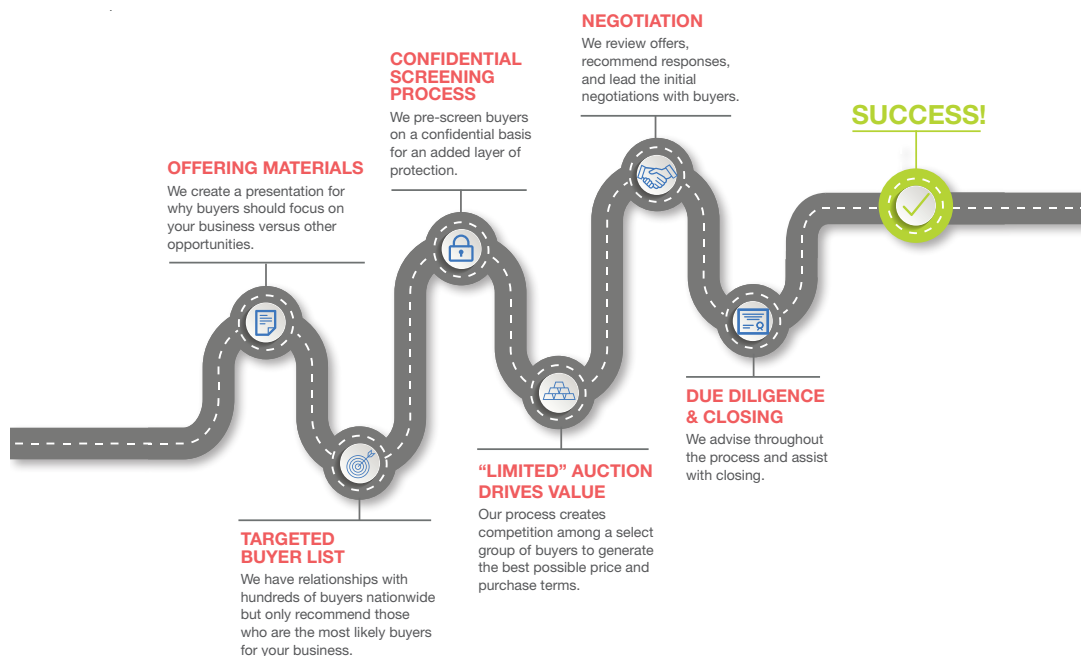 OFFERING MATERIALS
We create a presentation for
why buyers should focus on
your business versus other
opportunities.
TARGETED
BUYER LIST
We have relationships with
hundreds of buyers nationwide
but only recommend those
who are the most likely buyers
for your business.
CONFIDENTIAL
SCREENING
PROCESS
We pre-screen buyers
on a confidential basis
for an added layer of
protection.
“LIMITED” AUCTION
DRIVES VALUE
Our process creates
competition among a select
group of buyers to generate
the best possible price and
purchase terms.
NEGOTIATION
We review offers,
recommend responses,
and lead the initial
negotiations with buyers.
DUE DILIGENCE
& CLOSING
We advise throughout
the process and assist
with closing.
SUCCESS!